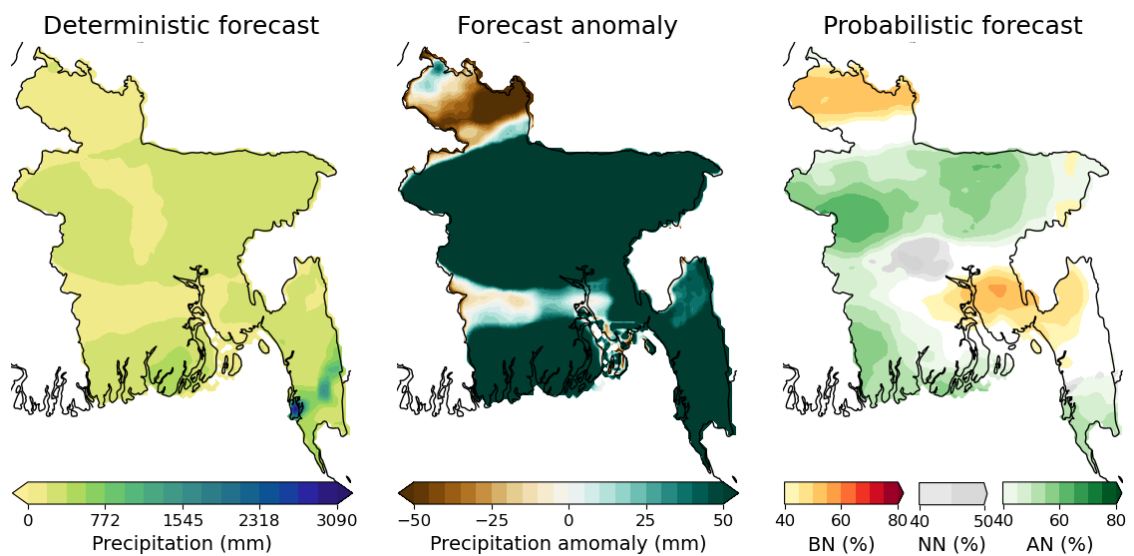 Deterministic forecast
Forecast anomaly
Probabilistic forecast
0 772 1545 2318 3090
Precipitation (mm)
−50 −25 0 25 50
Precipitation amomaly (mm)
40 60 80
BN (%)
40 50
NN (%)
40 60 80
AN (%)